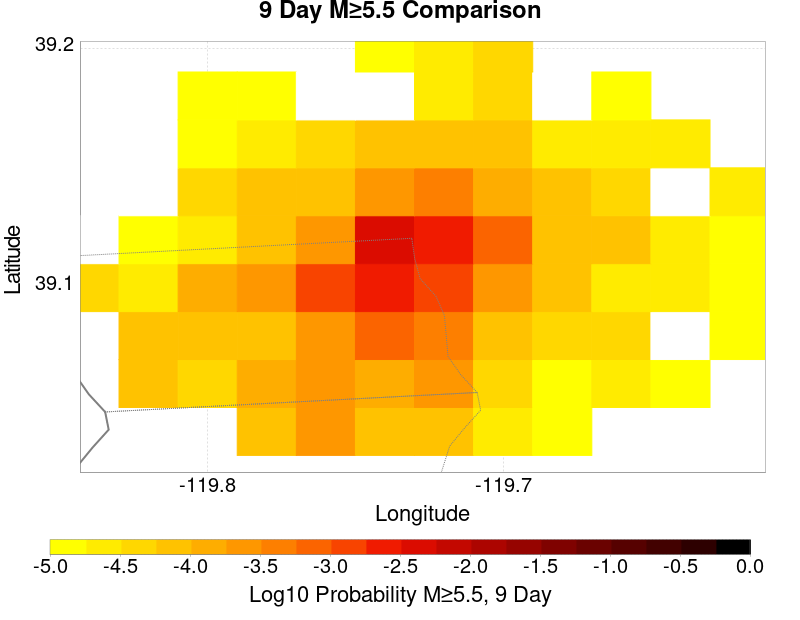 9 Day M≥5.5 Comparison
39.2
39.1
Latitude
-119.8 -119.7
Longitude
-5.0 -4.5 -4.0 -3.5 -3.0 -2.5 -2.0 -1.5 -1.0 -0.5 0.0
Log10 Probability M≥5.5, 9 Day